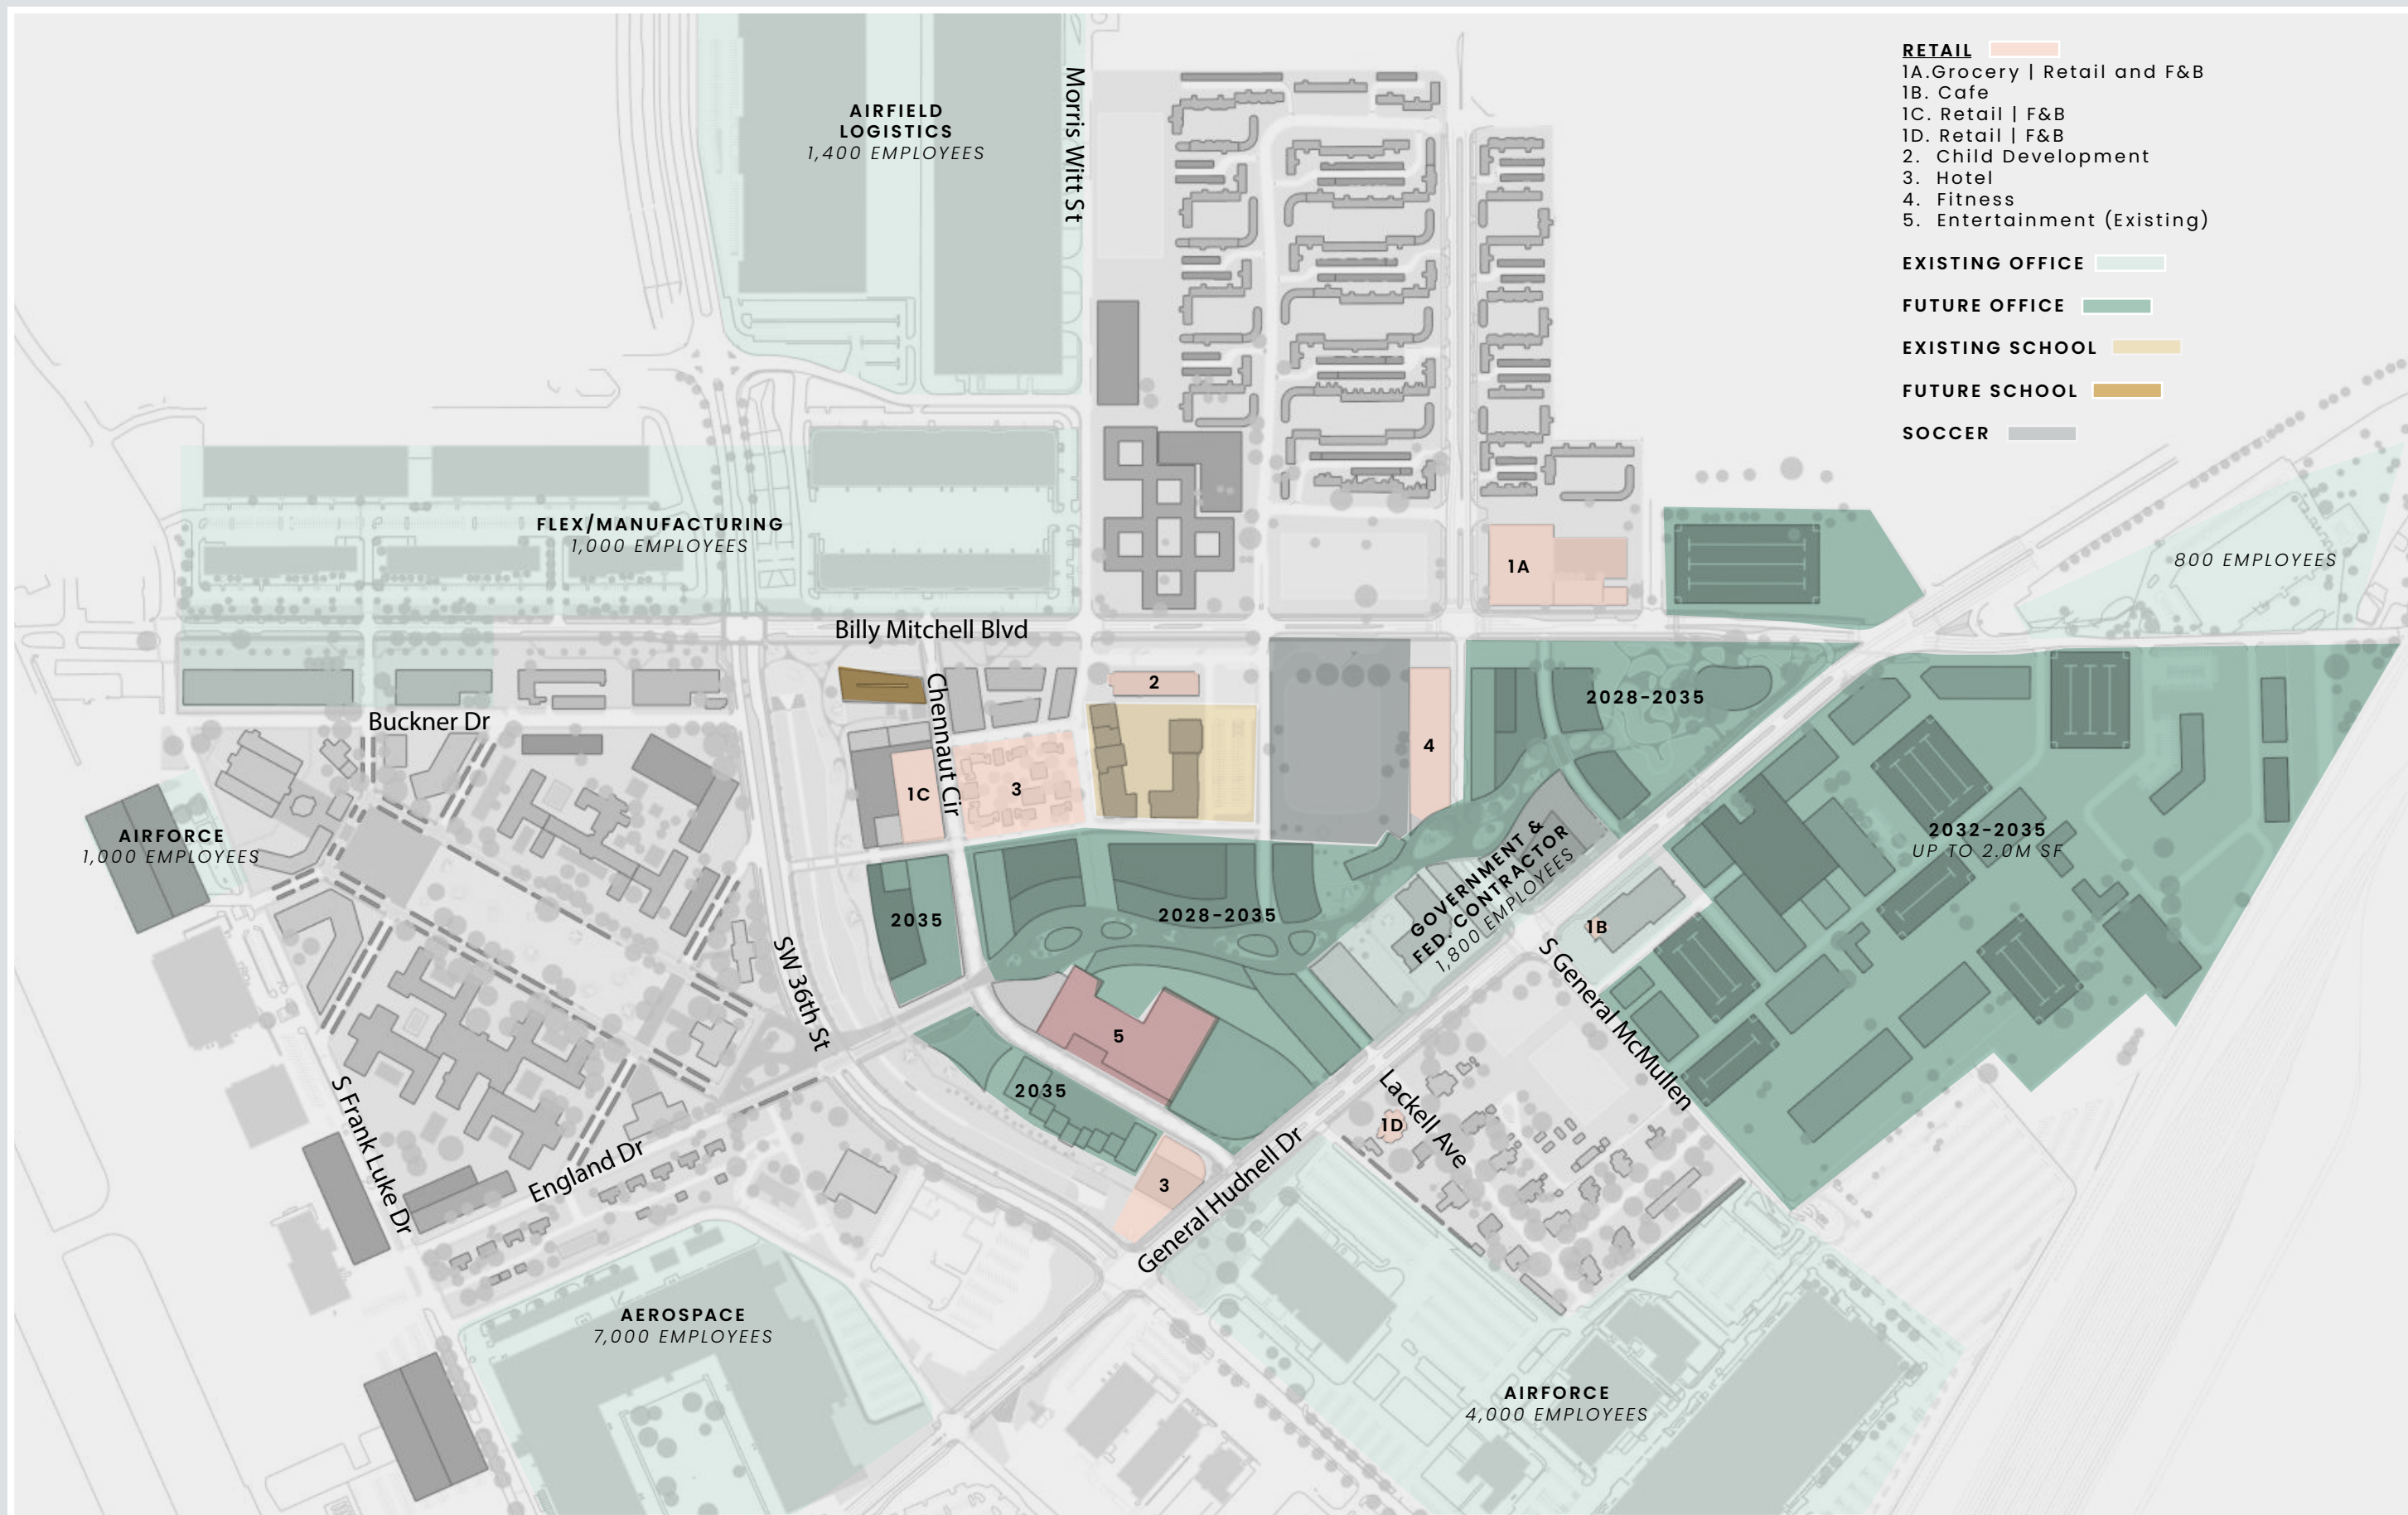 RETAIL
1A.Grocery | Retail and F&B
1B. Cafe
1C. Retail | F&B
1D. Retail | F&B
2. Child Development
3. Hotel
4. Fitness
5. Entertainment (Existing)
EXISTING OFFICE
FUTURE OFFICE
EXISTING SCHOOL
FUTURE SCHOOL
SOCCER
Morris Witt St
AIRFIELD
LOGISTICS
1,400 EMPLOYEES
FLEX/MANUFACTURING
1,000 EMPLOYEES
1A
800 EMPLOYEES
Billy Mitchell Blvd
2
2028-2035
Buckner Dr
Chennaut Cir
4
1C
3
AIRFORCE
1,000 EMPLOYEES
GOVERNMENT &
FED. CONTRACTOR
1,800 EMPLOYEES
2032-2035
UP TO 2.0M SF
2035
2028-2035
1B
SW 36th St
S General McMullen
5
2035
1D
Lackell Ave
S Frank Luke Dr
England Dr
3
General Hudnell Dr
AEROSPACE
7,000 EMPLOYEES
AIRFORCE
4,000 EMPLOYEES